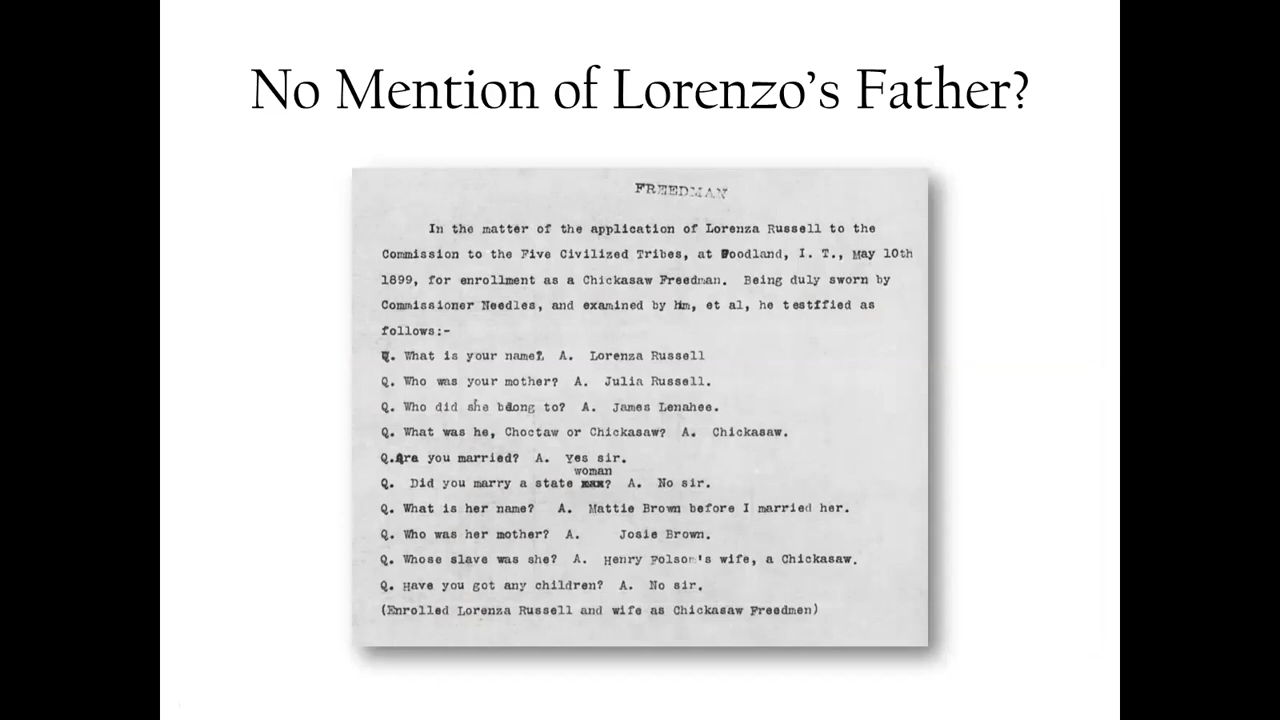 No Mention of Lorenzo’s Father?
FREEDMAN
In the matter of the application of Lorenza Russell to the
Commission to the Five Civilized Tribes, at Woodland, I. T., May 10th
1899, for enrollment as a Chickasaw Freedman. Being duly sworn by
Commissioner Needles, and examined by him, et al, he testified as
follows:-
Q. What is your name? A. Lorenza Russell
Q. Who was your mother? A. Julia Russell.
Q. Who did she belong to? A. James Lenahee.
Q. What was he, Choctaw or Chickasaw? A. Chickasaw.
Q.Are you married? A. Yes sir.
woman
Q. Did you marry a state man? A. No sir.
Q. What is her name? A. Mattie Brown before I married her.
Q. Who was her mother? A. Josie Brown.
Q. Whose slave was she? A. Henry Folsom's wife, a Chickasaw.
Q. Have you got any children? A. No sir.
(Enrolled Lorenza Russell and wife as Chickasaw Freedmen)